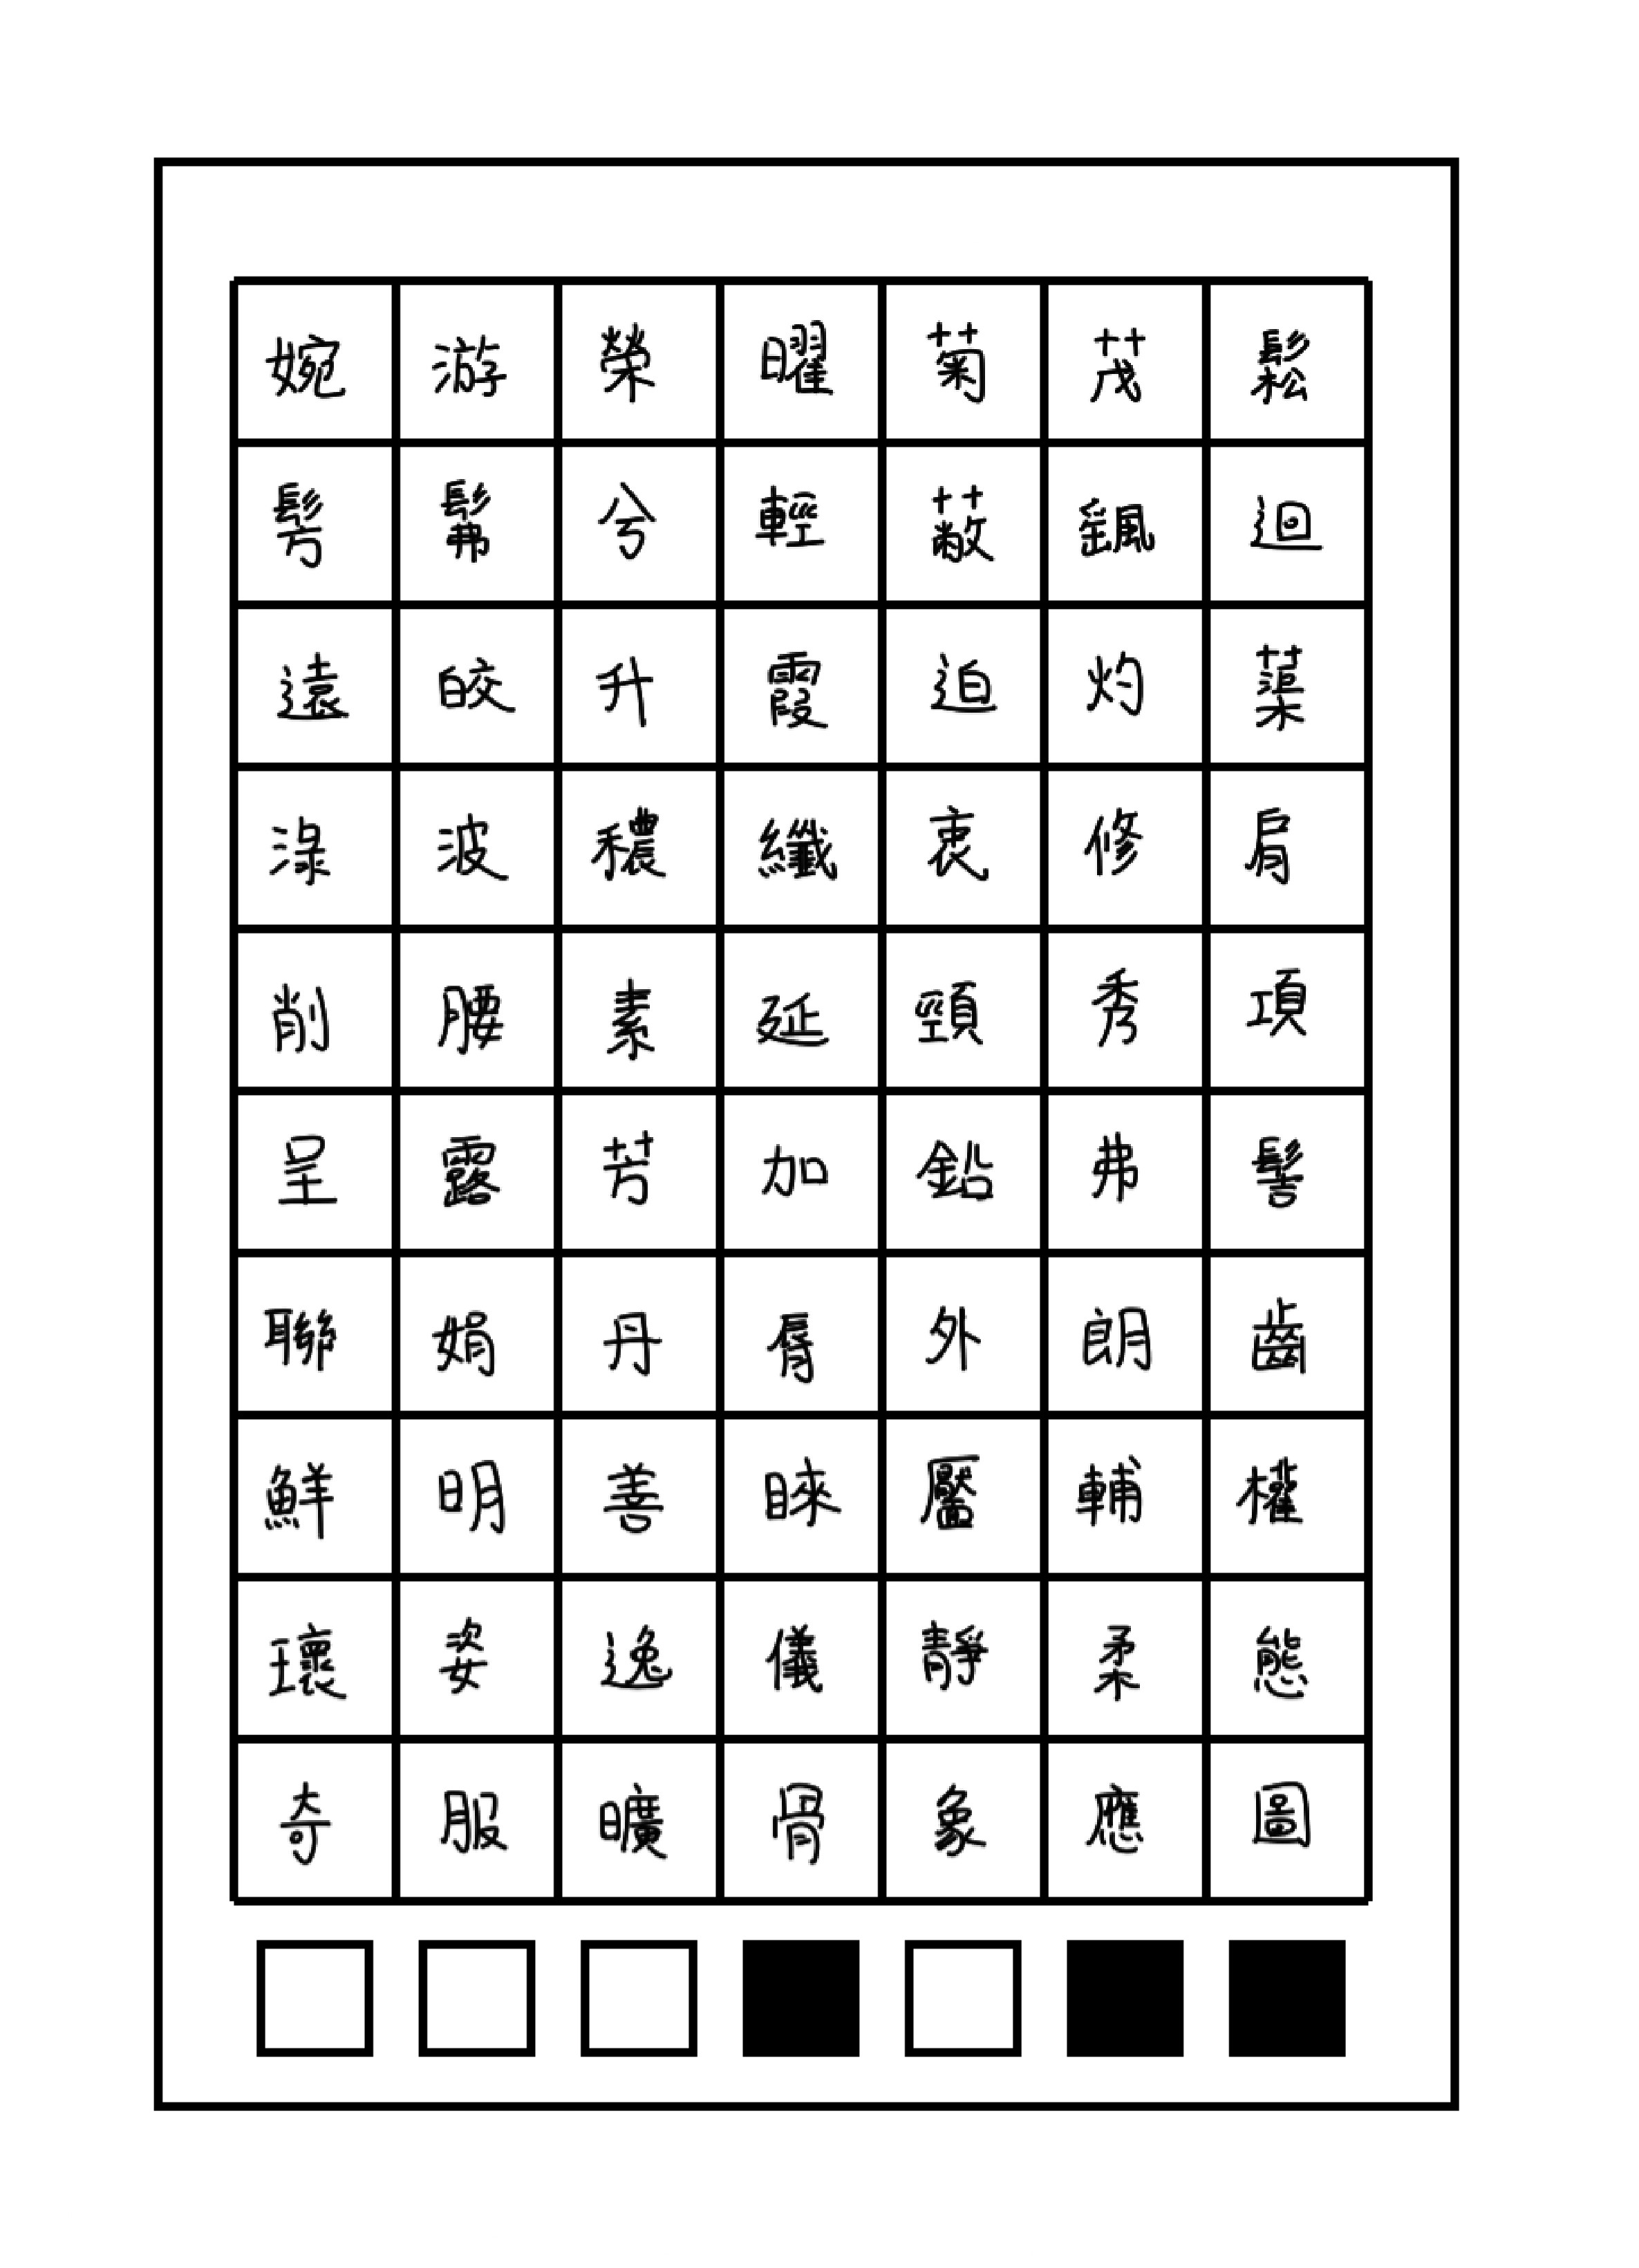 婉游榮曜菊茂鬆
髣髴兮輕蔽颻迴
遠皎升霞迫灼蕖
淥波穠纖衷修肩
削腰素延頸秀項
呈露芳加鉛弗髻
聯娟丹脣外朗齒
鮮明善睞靨輔權
瓌姿逸儀靜柔態
奇服曠骨象應圖